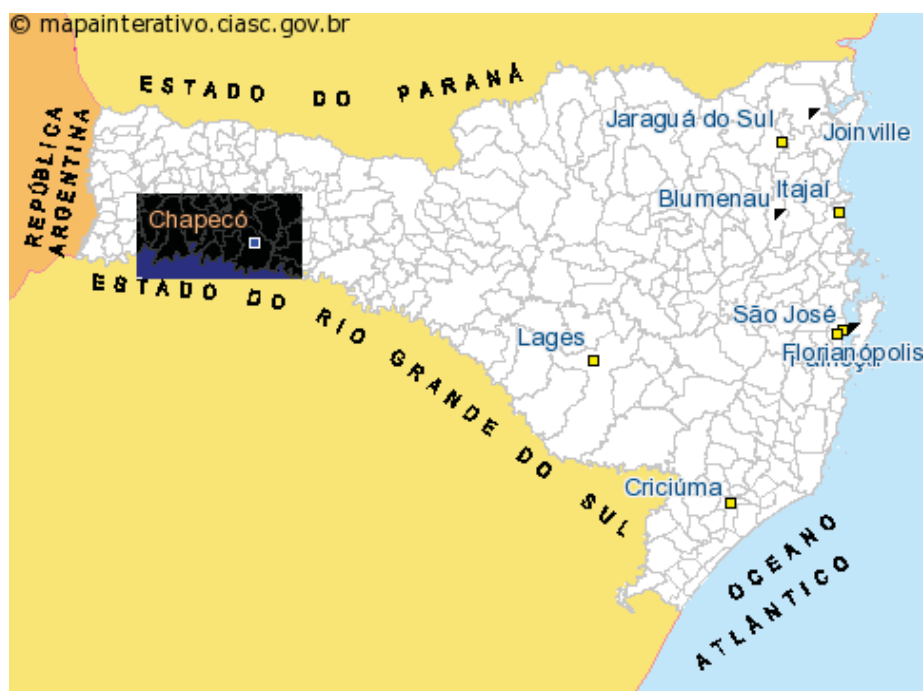 © mapainterativo.ciasc.gov.br
ESTADO DO PARANÁ
REPÚBLICA
ARGENTINA
Jaraguá do Sul
Joinville
Blumenau
Itajaí
Chapecó
ESTADO DO RIO GRANDE DO SUL
São José
Lages
Florianópolis
Criciúma
OCEANO
ATLÂNTICO